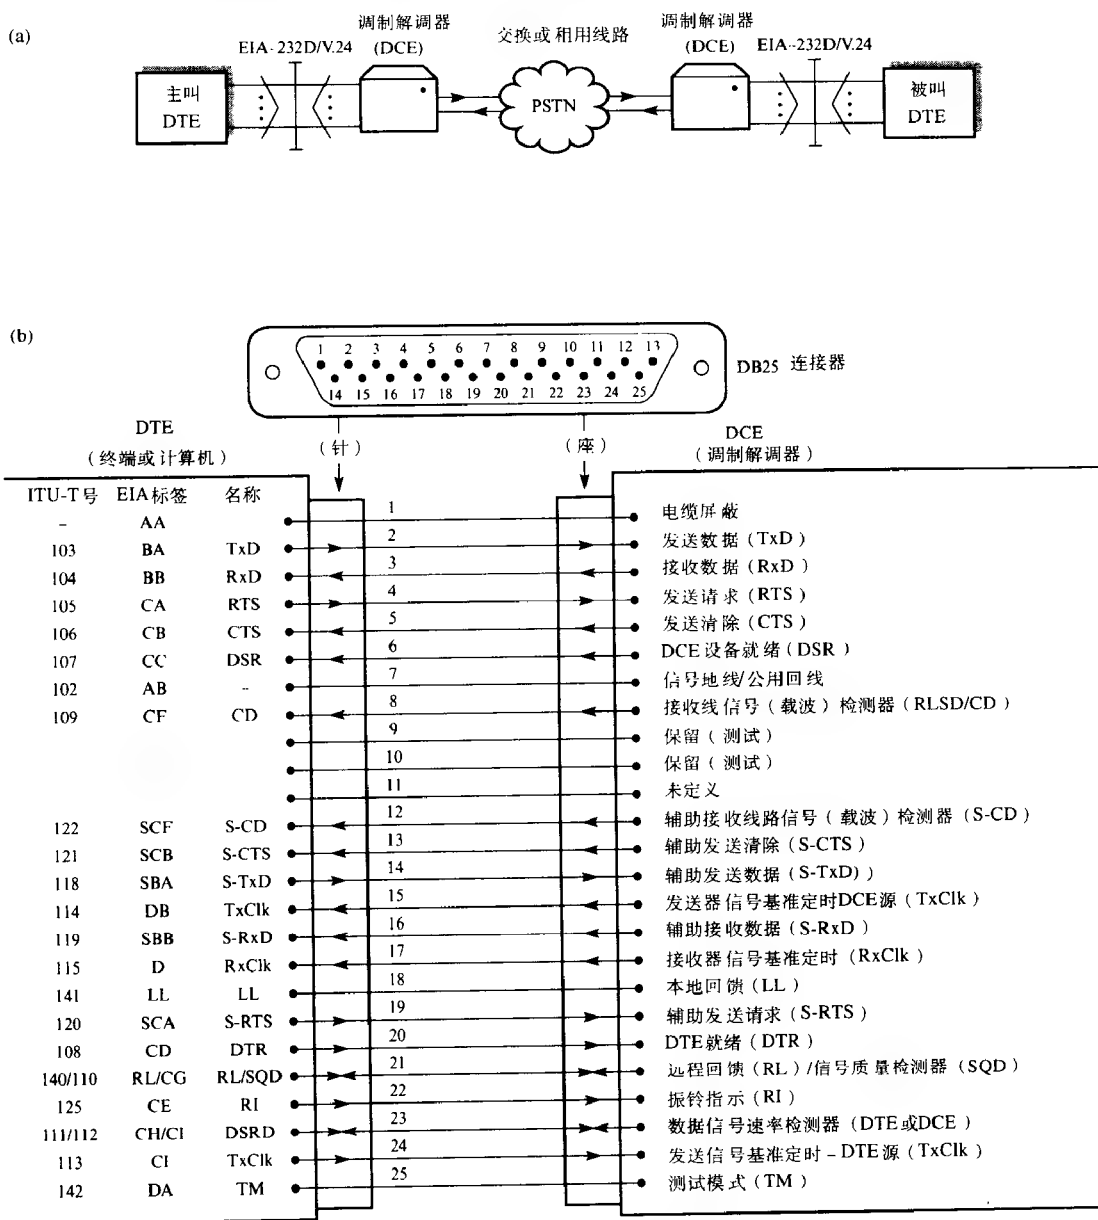 (a)
调制解调器
(DCE)
EIA-232D/V.24
交换或租用线路
调制解调器
(DCE)
EIA-232D/V.24
主叫
DTE
PSTN
被叫
DTE
(b)
1 2 3 4 5 6 7 8 9 10 11 12 13
14 15 16 17 18 19 20 21 22 23 24 25
DB25 连接器
DTE
(终端或计算机)
(针)
(座)
DCE
(调制解调器)
ITU-T号 EIA标签 名称
- AA 1 电缆屏蔽
103 BA TxD 2 发送数据(TxD)
104 BB RxD 3 接收数据(RxD)
105 CA RTS 4 发送请求(RTS)
106 CB CTS 5 发送清除(CTS)
107 CC DSR 6 DCE设备就绪(DSR)
102 AB - 7 信号地线/公用回线
109 CF CD 8 接收线信号(载波)检测器(RLSD/CD)
9 保留(测试)
10 保留(测试)
11 未定义
122 SCF S-CD 12 辅助接收线路信号(载波)检测器(S-CD)
121 SCB S-CTS 13 辅助发送清除(S-CTS)
118 SBA S-TxD 14 辅助发送数据(S-TxD))
114 DB TxClk 15 发送器信号基准定时DCE源(TxClk)
119 SBB S-RxD 16 辅助接收数据(S-RxD)
115 D RxClk 17 接收器信号基准定时(RxClk)
141 LL LL 18 本地回馈(LL)
120 SCA S-RTS 19 辅助发送请求(S-RTS)
108 CD DTR 20 DTE就绪(DTR)
140/110 RL/CG RL/SQD 21 远程回馈(RL)/信号质量检测器(SQD)
125 CE RI 22 振铃指示(RI)
111/112 CH/CI DSRD 23 数据信号速率检测器(DTE或DCE)
113 CI TxClk 24 发送信号基准定时-DTE源(TxClk)
142 DA TM 25 测试模式(TM)